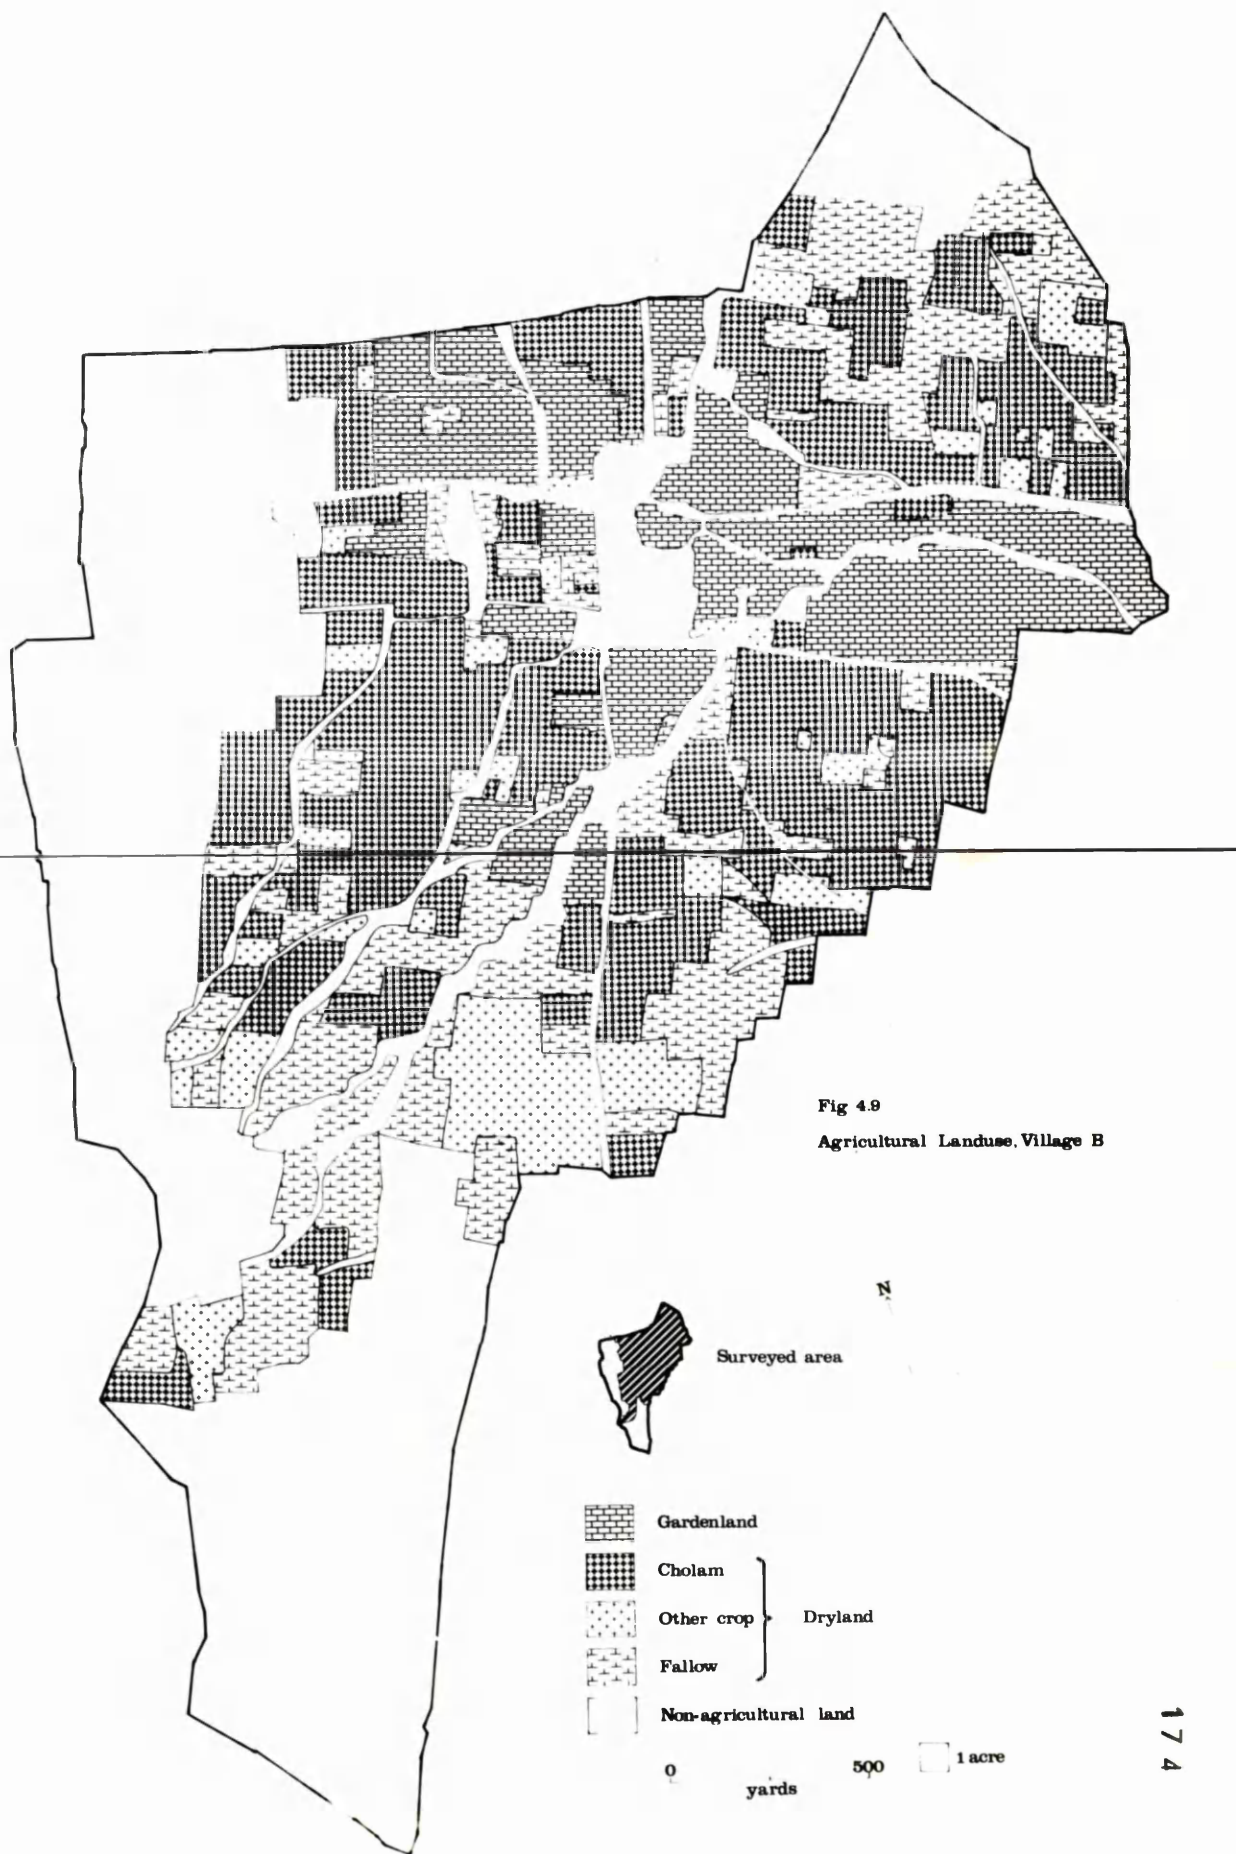 Fig 4.9
Agricultural Landuse, Village B
N
Surveyed area
Gardenland
Cholam
Other crop
Dryland
Fallow
Non-agricultural land
0 500
yards
1 acre
174